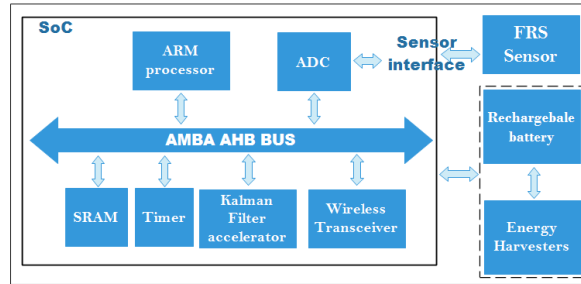 SoC
ARM
processor
ADC
Sensor
interface
FRS
Sensor
AMBA AHB BUS
Rechargebale
battery
SRAM
Timer
Kalman
Filter
accelerator
Wireless
Transceiver
Energy
Harvesters